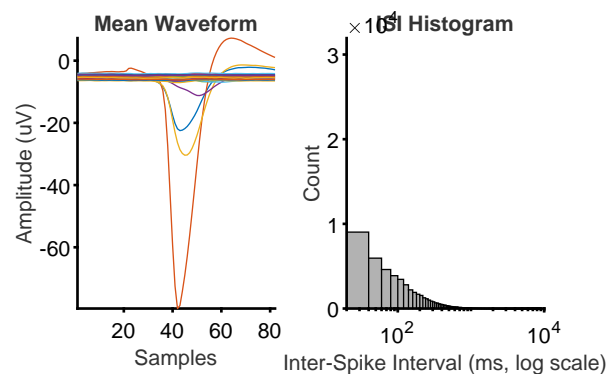 Mean Waveform
0
-20
-40
-60
Amplitude (uV)
20 40 60 80
Samples
× 10⁴
ISI Histogram
3
2
1
0
Count
10² 10⁴
Inter-Spike Interval (ms, log scale)